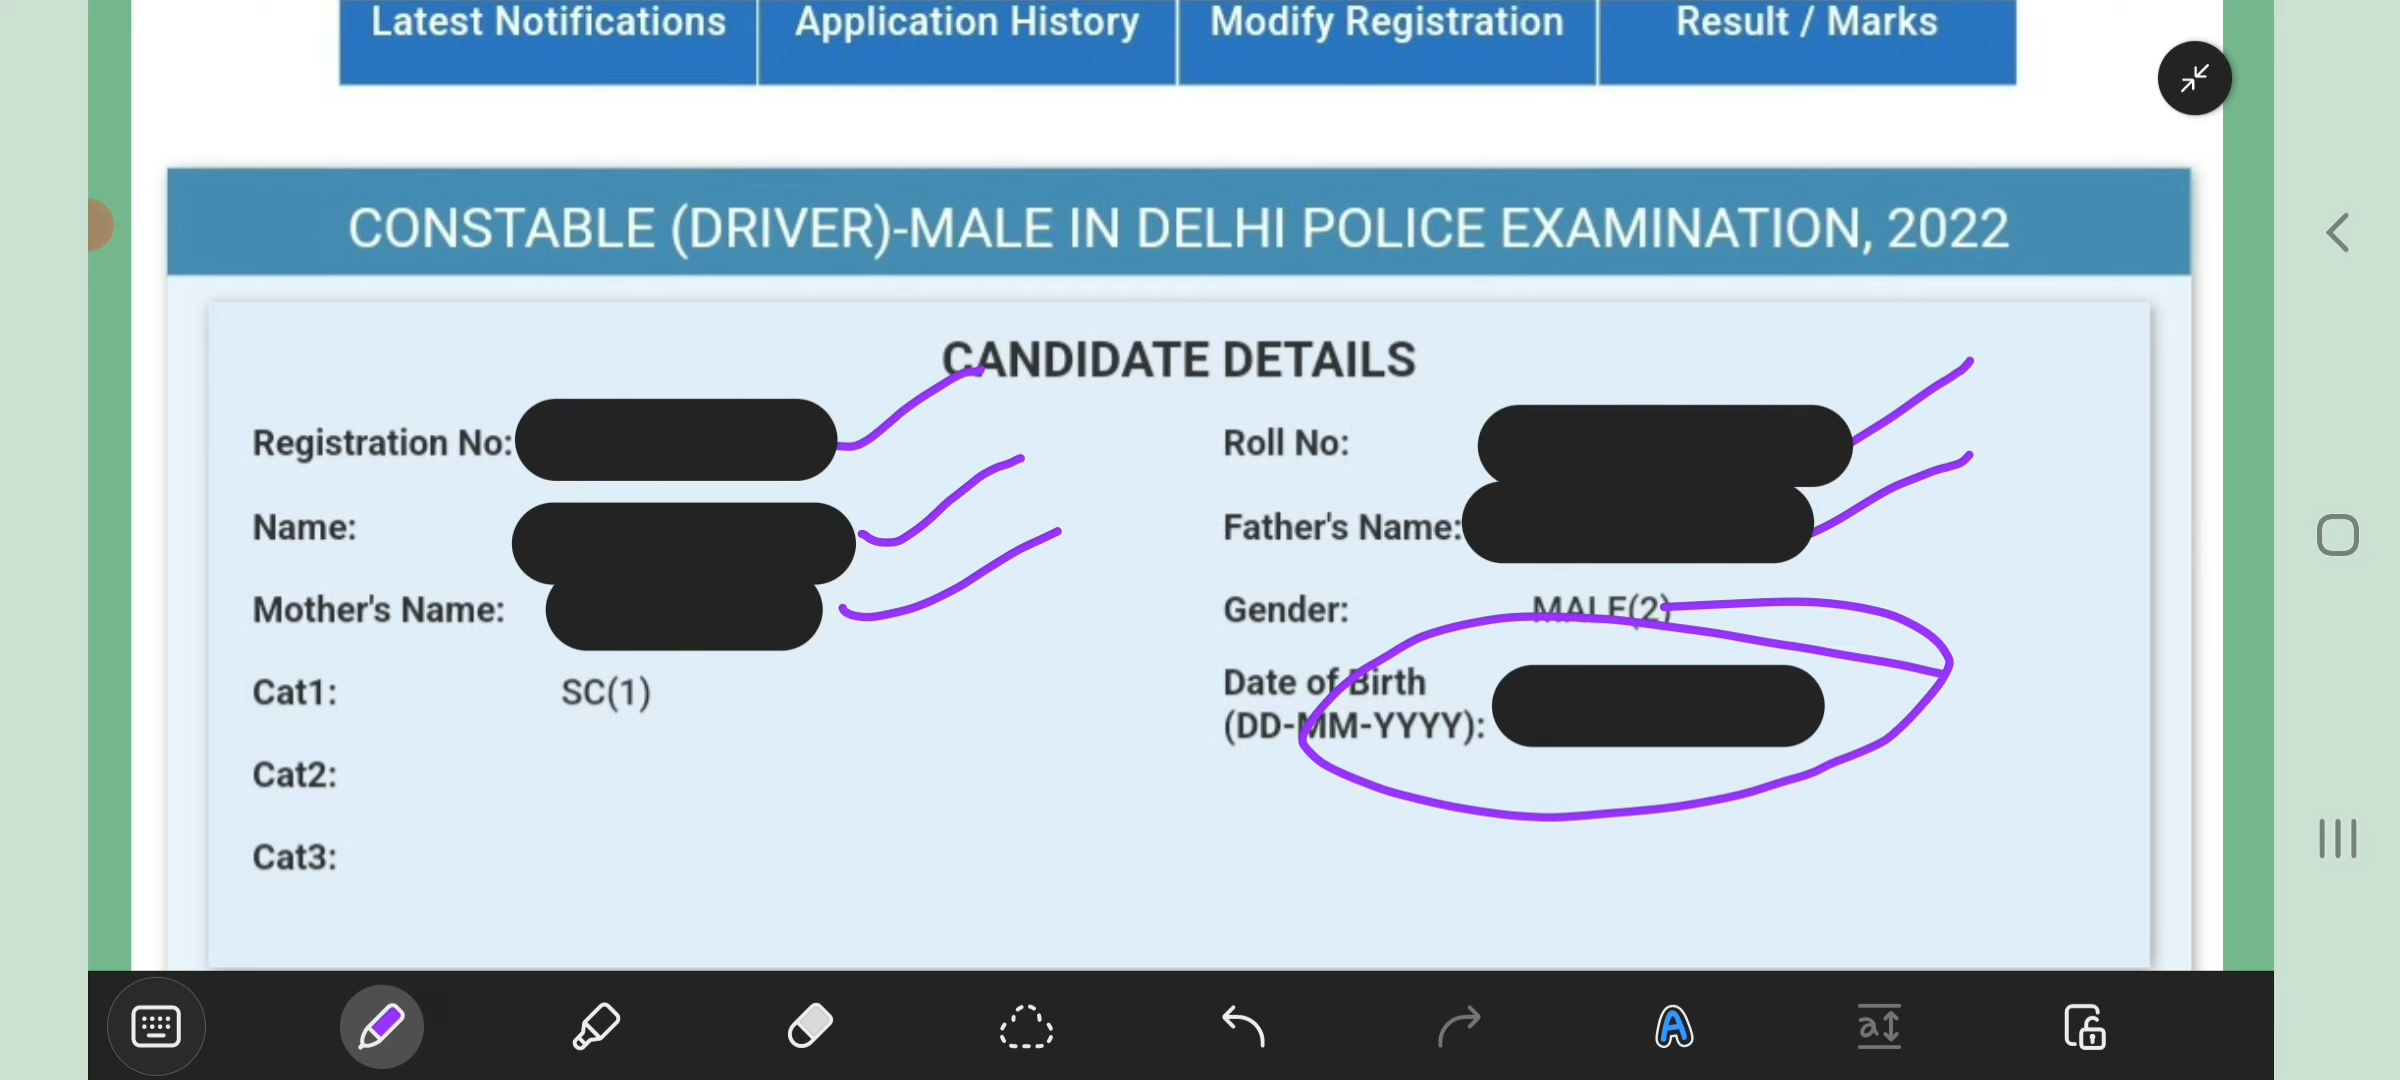 Latest Notifications Application History Modify Registration Result / Marks
CONSTABLE (DRIVER)-MALE IN DELHI POLICE EXAMINATION, 2022
CANDIDATE DETAILS
Registration No: Roll No:
Name: Father's Name:
Mother's Name: Gender: MALE(2)
Cat1: SC(1) Date of Birth
(DD-MM-YYYY):
Cat2:
Cat3: